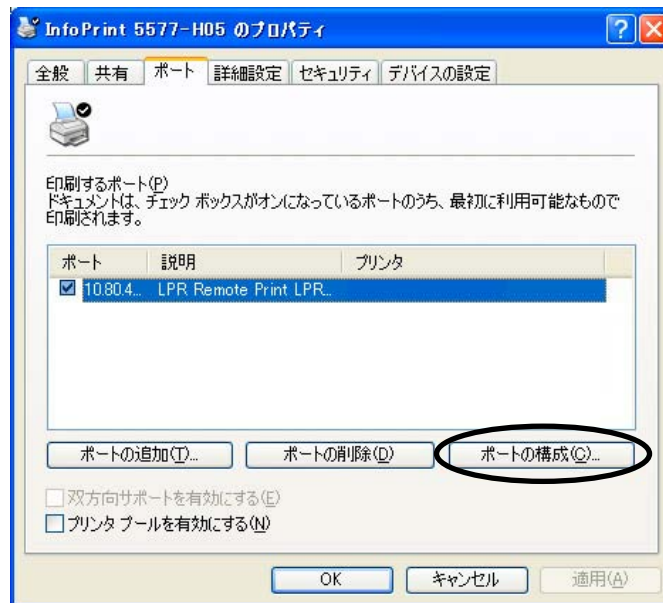 InfoPrint 5577-H05 のプロパティ
全般 共有 ポート 詳細設定 セキュリティ デバイスの設定
印刷するポート(P)
ドキュメントは、チェック ボックスがオンになっているポートのうち、最初に利用可能なもので
印刷されます。
ポート 説明 プリンタ
10.80.4... LPR Remote Print LPR...
ポートの追加(T)... ポートの削除(D) ポートの構成(C)...
双方向サポートを有効にする(E)
プリンタ プールを有効にする(N)
OK キャンセル 適用(A)